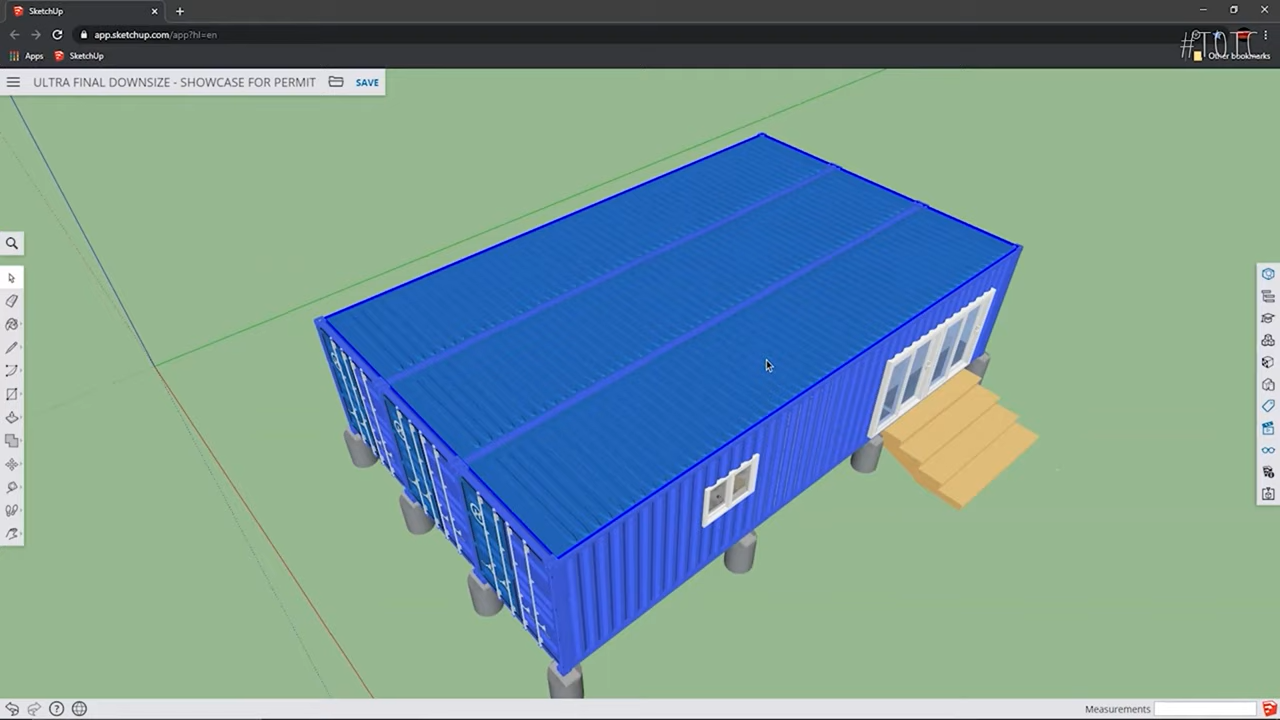 SketchUp
app.sketchup.com/app?hl=en
#TOTC
Apps SketchUp Other bookmarks
ULTRA FINAL DOWNSIZE - SHOWCASE FOR PERMIT SAVE
Measurements